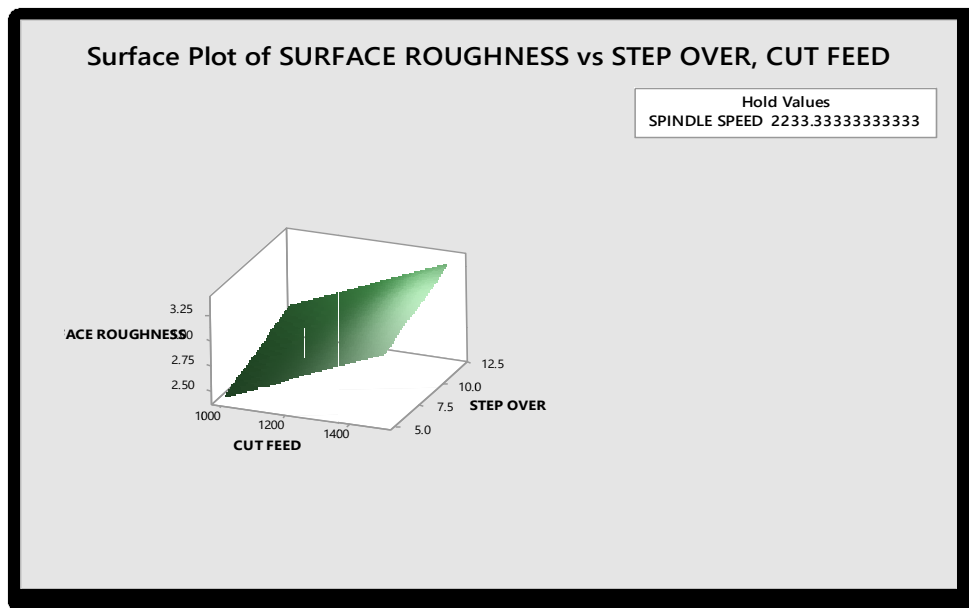 Surface Plot of SURFACE ROUGHNESS vs STEP OVER, CUT FEED
Hold Values
SPINDLE SPEED 2233.33333333333
3.25
ACE ROUGHNESS
2.75
2.50
1000
1200
1400
CUT FEED
5.0
7.5
10.0
12.5
STEP OVER